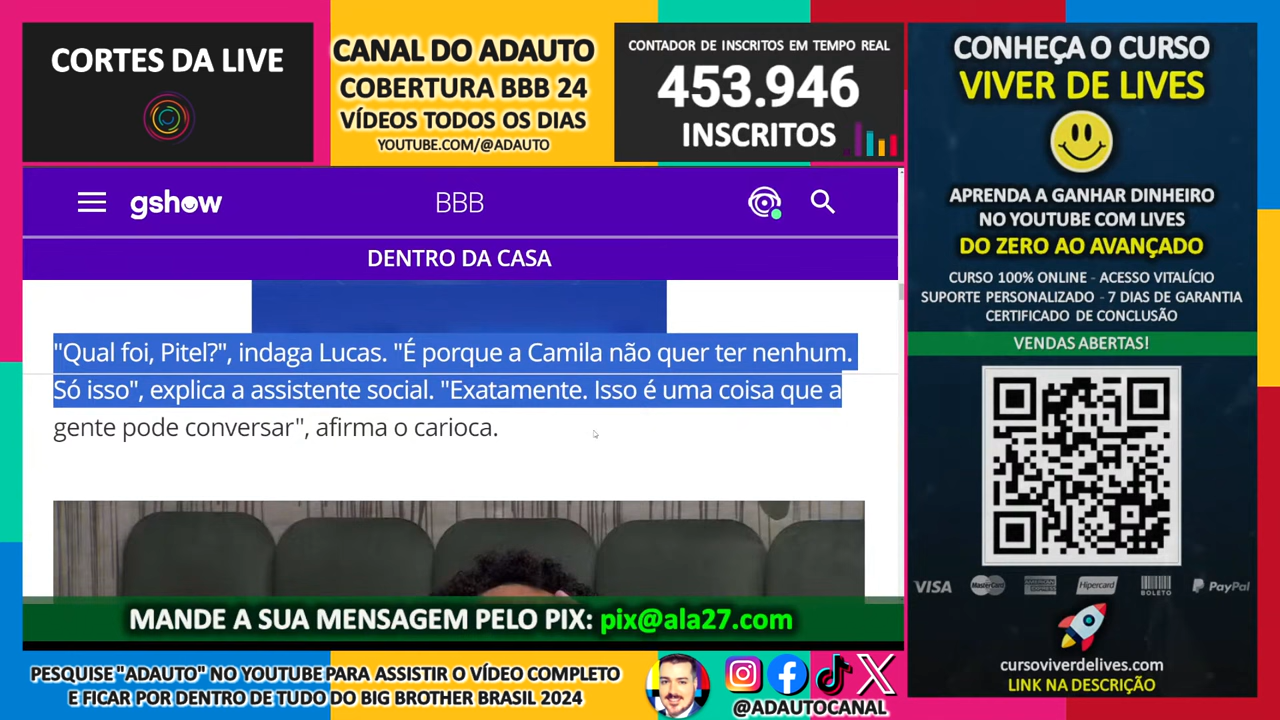 CORTES DA LIVE
CANAL DO ADAUTO
COBERTURA BBB 24
VÍDEOS TODOS OS DIAS
YOUTUBE.COM/@ADAUTO
CONTADOR DE INSCRITOS EM TEMPO REAL
453.946
INSCRITOS
gshow
BBB
DENTRO DA CASA
"Qual foi, Pitel?", indaga Lucas. "É porque a Camila não quer ter nenhum.
Só isso", explica a assistente social. "Exatamente. Isso é uma coisa que a
gente pode conversar", afirma o carioca.
MANDE A SUA MENSAGEM PELO PIX: pix@ala27.com
PESQUISE "ADAUTO" NO YOUTUBE PARA ASSISTIR O VÍDEO COMPLETO
E FICAR POR DENTRO DE TUDO DO BIG BROTHER BRASIL 2024
@ADAUTOCANAL
CONHEÇA O CURSO
VIVER DE LIVES
APRENDA A GANHAR DINHEIRO
NO YOUTUBE COM LIVES
DO ZERO AO AVANÇADO
CURSO 100% ONLINE - ACESSO VITALÍCIO
SUPORTE PERSONALIZADO - 7 DIAS DE GARANTIA
CERTIFICADO DE CONCLUSÃO
VENDAS ABERTAS!
VISA MasterCard AMERICAN EXPRESS Hipercard BOLETO PayPal
cursoviverdelives.com
LINK NA DESCRIÇÃO